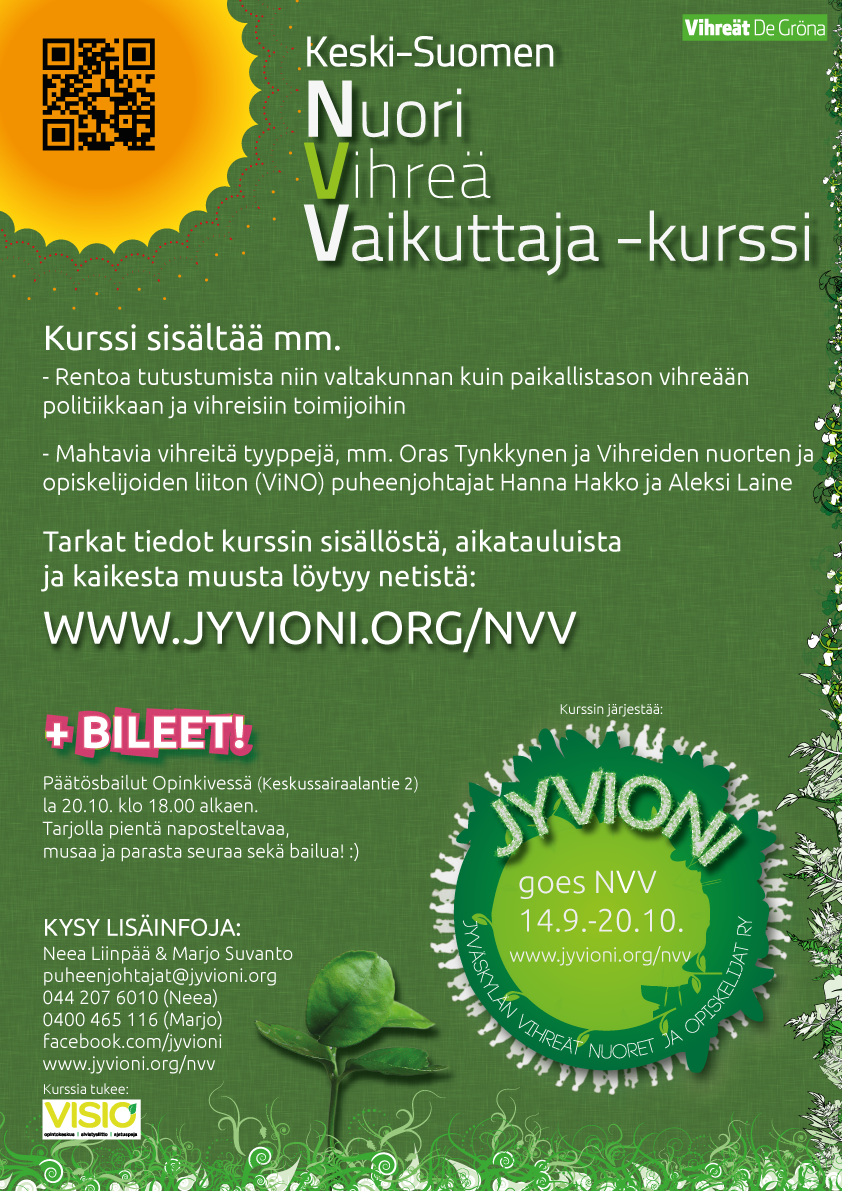 Vihreät De Gröna
Keski-Suomen
Nuori
Vihreä
Vaikuttaja -kurssi
Kurssi sisältää mm.
- Rentoa tutustumista niin valtakunnan kuin paikallistason vihreään
politiikkaan ja vihreisiin toimijoihin
- Mahtavia vihreitä tyyppejä, mm. Oras Tynkkynen ja Vihreiden nuorten ja
opiskelijoiden liiton (ViNO) puheenjohtajat Hanna Hakko ja Aleksi Laine
Tarkat tiedot kurssin sisällöstä, aikatauluista
ja kaikesta muusta löytyy netistä:
WWW.JYVIONI.ORG/NVV
+ BILEET!
Päätösbailut Opinkivessä (Keskussairaalantie 2)
la 20.10. klo 18.00 alkaen.
Tarjolla pientä naposteltavaa,
musaa ja parasta seuraa sekä bailua! :)
KYSY LISÄINFOJA:
Neea Liinpää & Marjo Suvanto
puheenjohtajat@jyvioni.org
044 207 6010 (Neea)
0400 465 116 (Marjo)
facebook.com/jyvioni
www.jyvioni.org/nvv
Kurssia tukee:
VISIO
opintokeskus | sivistysliitto | ajatuspaja
Kurssin järjestää:
JYVIONI
goes NVV
14.9.-20.10.
www.jyvioni.org/nvv
JYVÄSKYLÄN VIHREÄT NUORET JA OPISKELIJAT RY